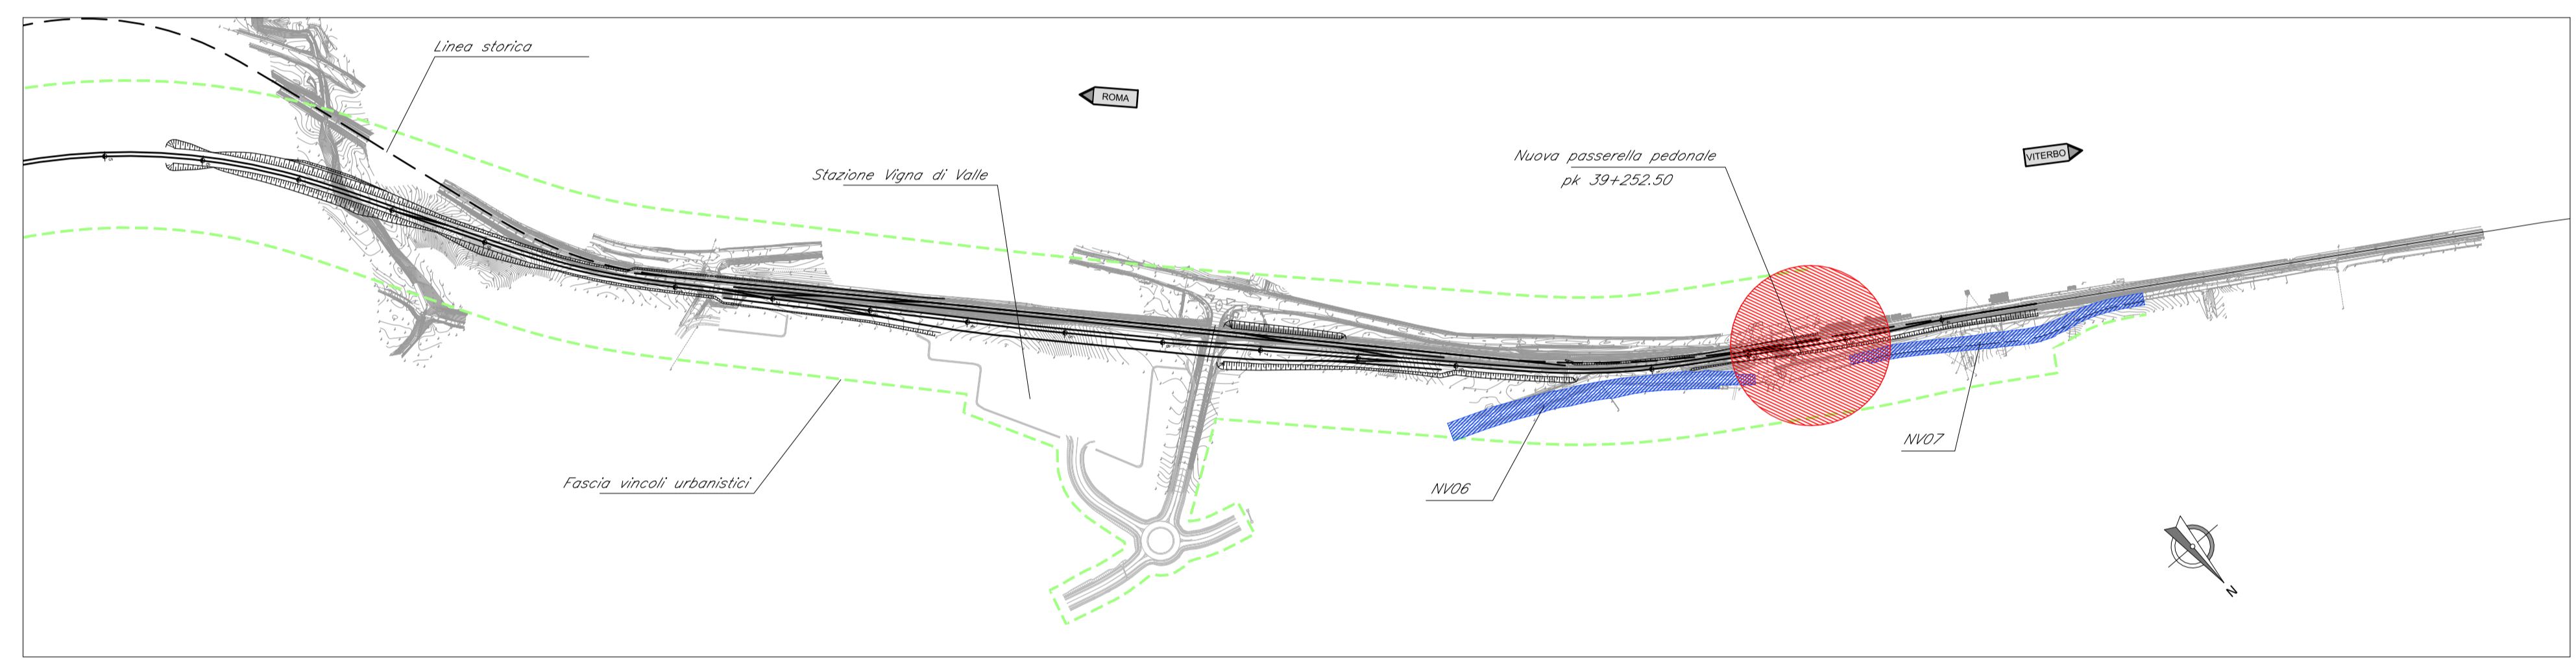 Linea storica
ROMA
Nuova passerella pedonale
pk 39+252.50
VITERBO
Stazione Vigna di Valle
Fascia vincoli urbanistici
NV06
NV07
N